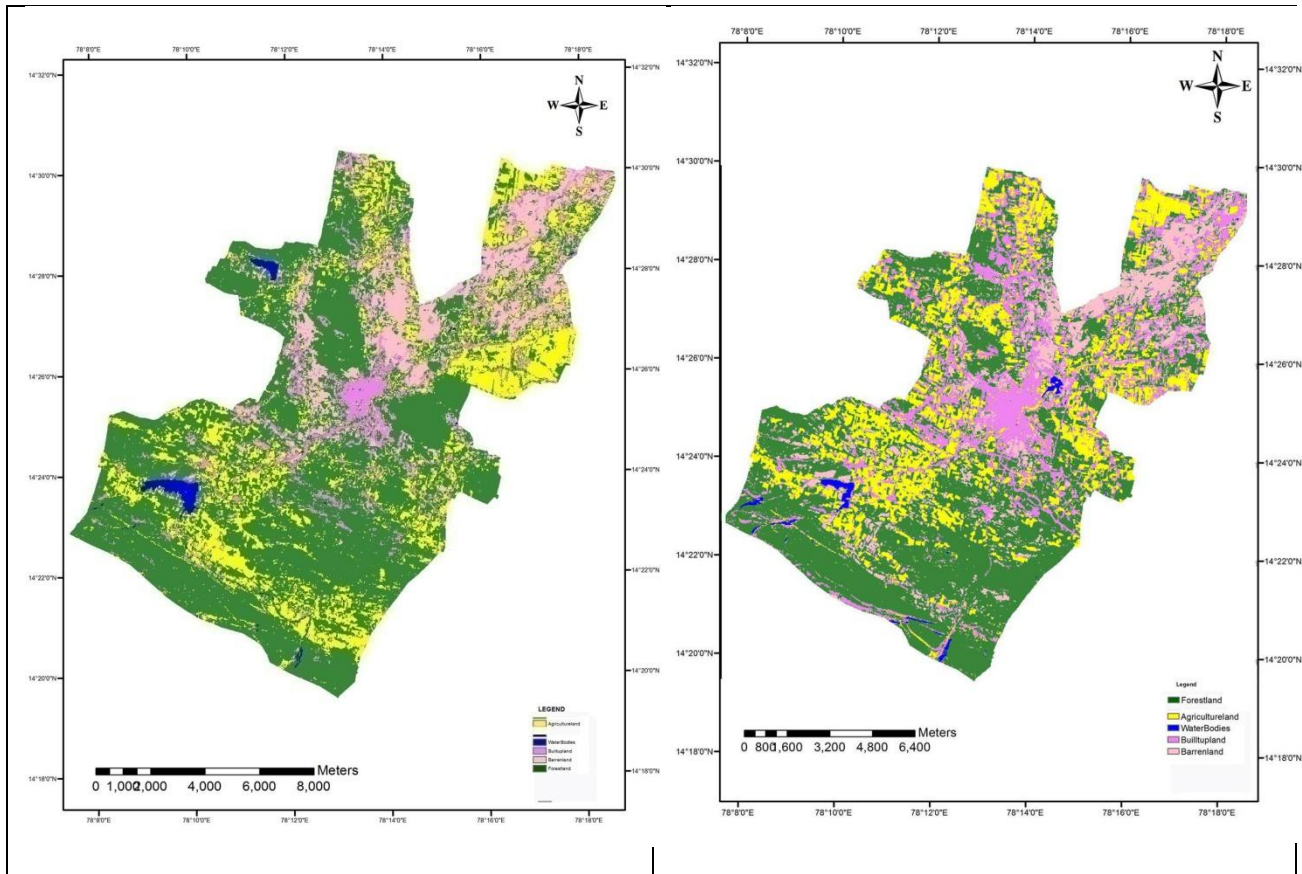 78°8'0"E 78°10'0"E 78°12'0"E 78°14'0"E 78°16'0"E 78°18'0"E
14°32'0"N 14°32'0"N
N
W E
S
14°30'0"N 14°30'0"N
14°28'0"N 14°28'0"N
14°26'0"N 14°26'0"N
14°24'0"N 14°24'0"N
14°22'0"N 14°22'0"N
14°20'0"N 14°20'0"N
LEGEND
Agricultureland
WaterBodies
Builtupland
Barrenland
Forestland
Meters
0 1,000 2,000 4,000 6,000 8,000
14°18'0"N 14°18'0"N
78°8'0"E 78°10'0"E 78°12'0"E 78°14'0"E 78°16'0"E 78°18'0"E
78°8'0"E 78°10'0"E 78°12'0"E 78°14'0"E 78°16'0"E 78°18'0"E
14°32'0"N 14°32'0"N
N
W E
S
14°30'0"N 14°30'0"N
14°28'0"N 14°28'0"N
14°26'0"N 14°26'0"N
14°24'0"N 14°24'0"N
14°22'0"N 14°22'0"N
14°20'0"N 14°20'0"N
Legend
Forestland
Agricultureland
WaterBodies
Builltupland
Barrenland
Meters
0 800 1,600 3,200 4,800 6,400
14°18'0"N 14°18'0"N
78°8'0"E 78°10'0"E 78°12'0"E 78°14'0"E 78°16'0"E 78°18'0"E